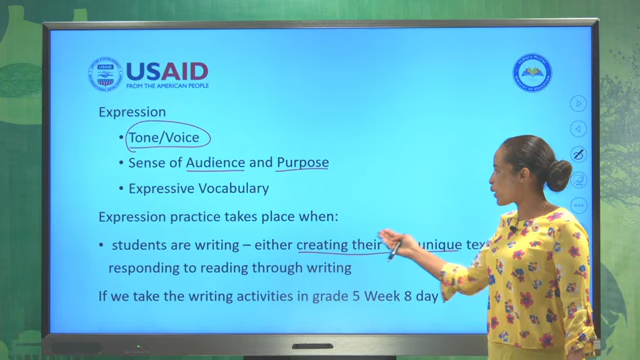 USAID
FROM THE AMERICAN PEOPLE
Expression
• Tone/Voice
• Sense of Audience and Purpose
• Expressive Vocabulary
Expression practice takes place when:
• students are writing – either creating their unique
responding to reading through writing
If we take the writing activities in grade 5 Week 8 day